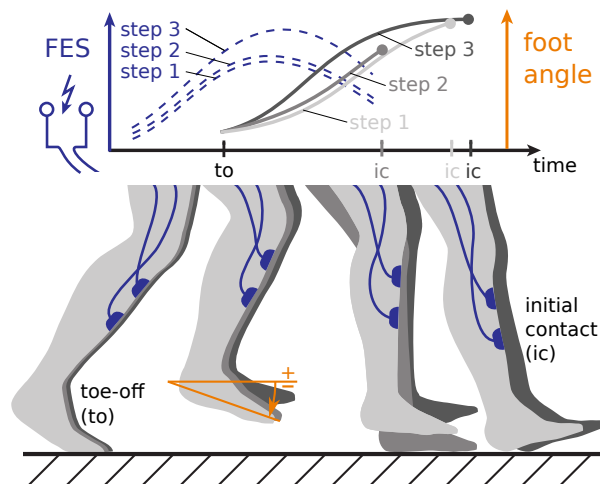 FES
step 3
step 2
step 1
step 3
step 2
step 1
foot
angle
to
ic
ic
ic
time
+
−
toe-off
(to)
initial
contact
(ic)